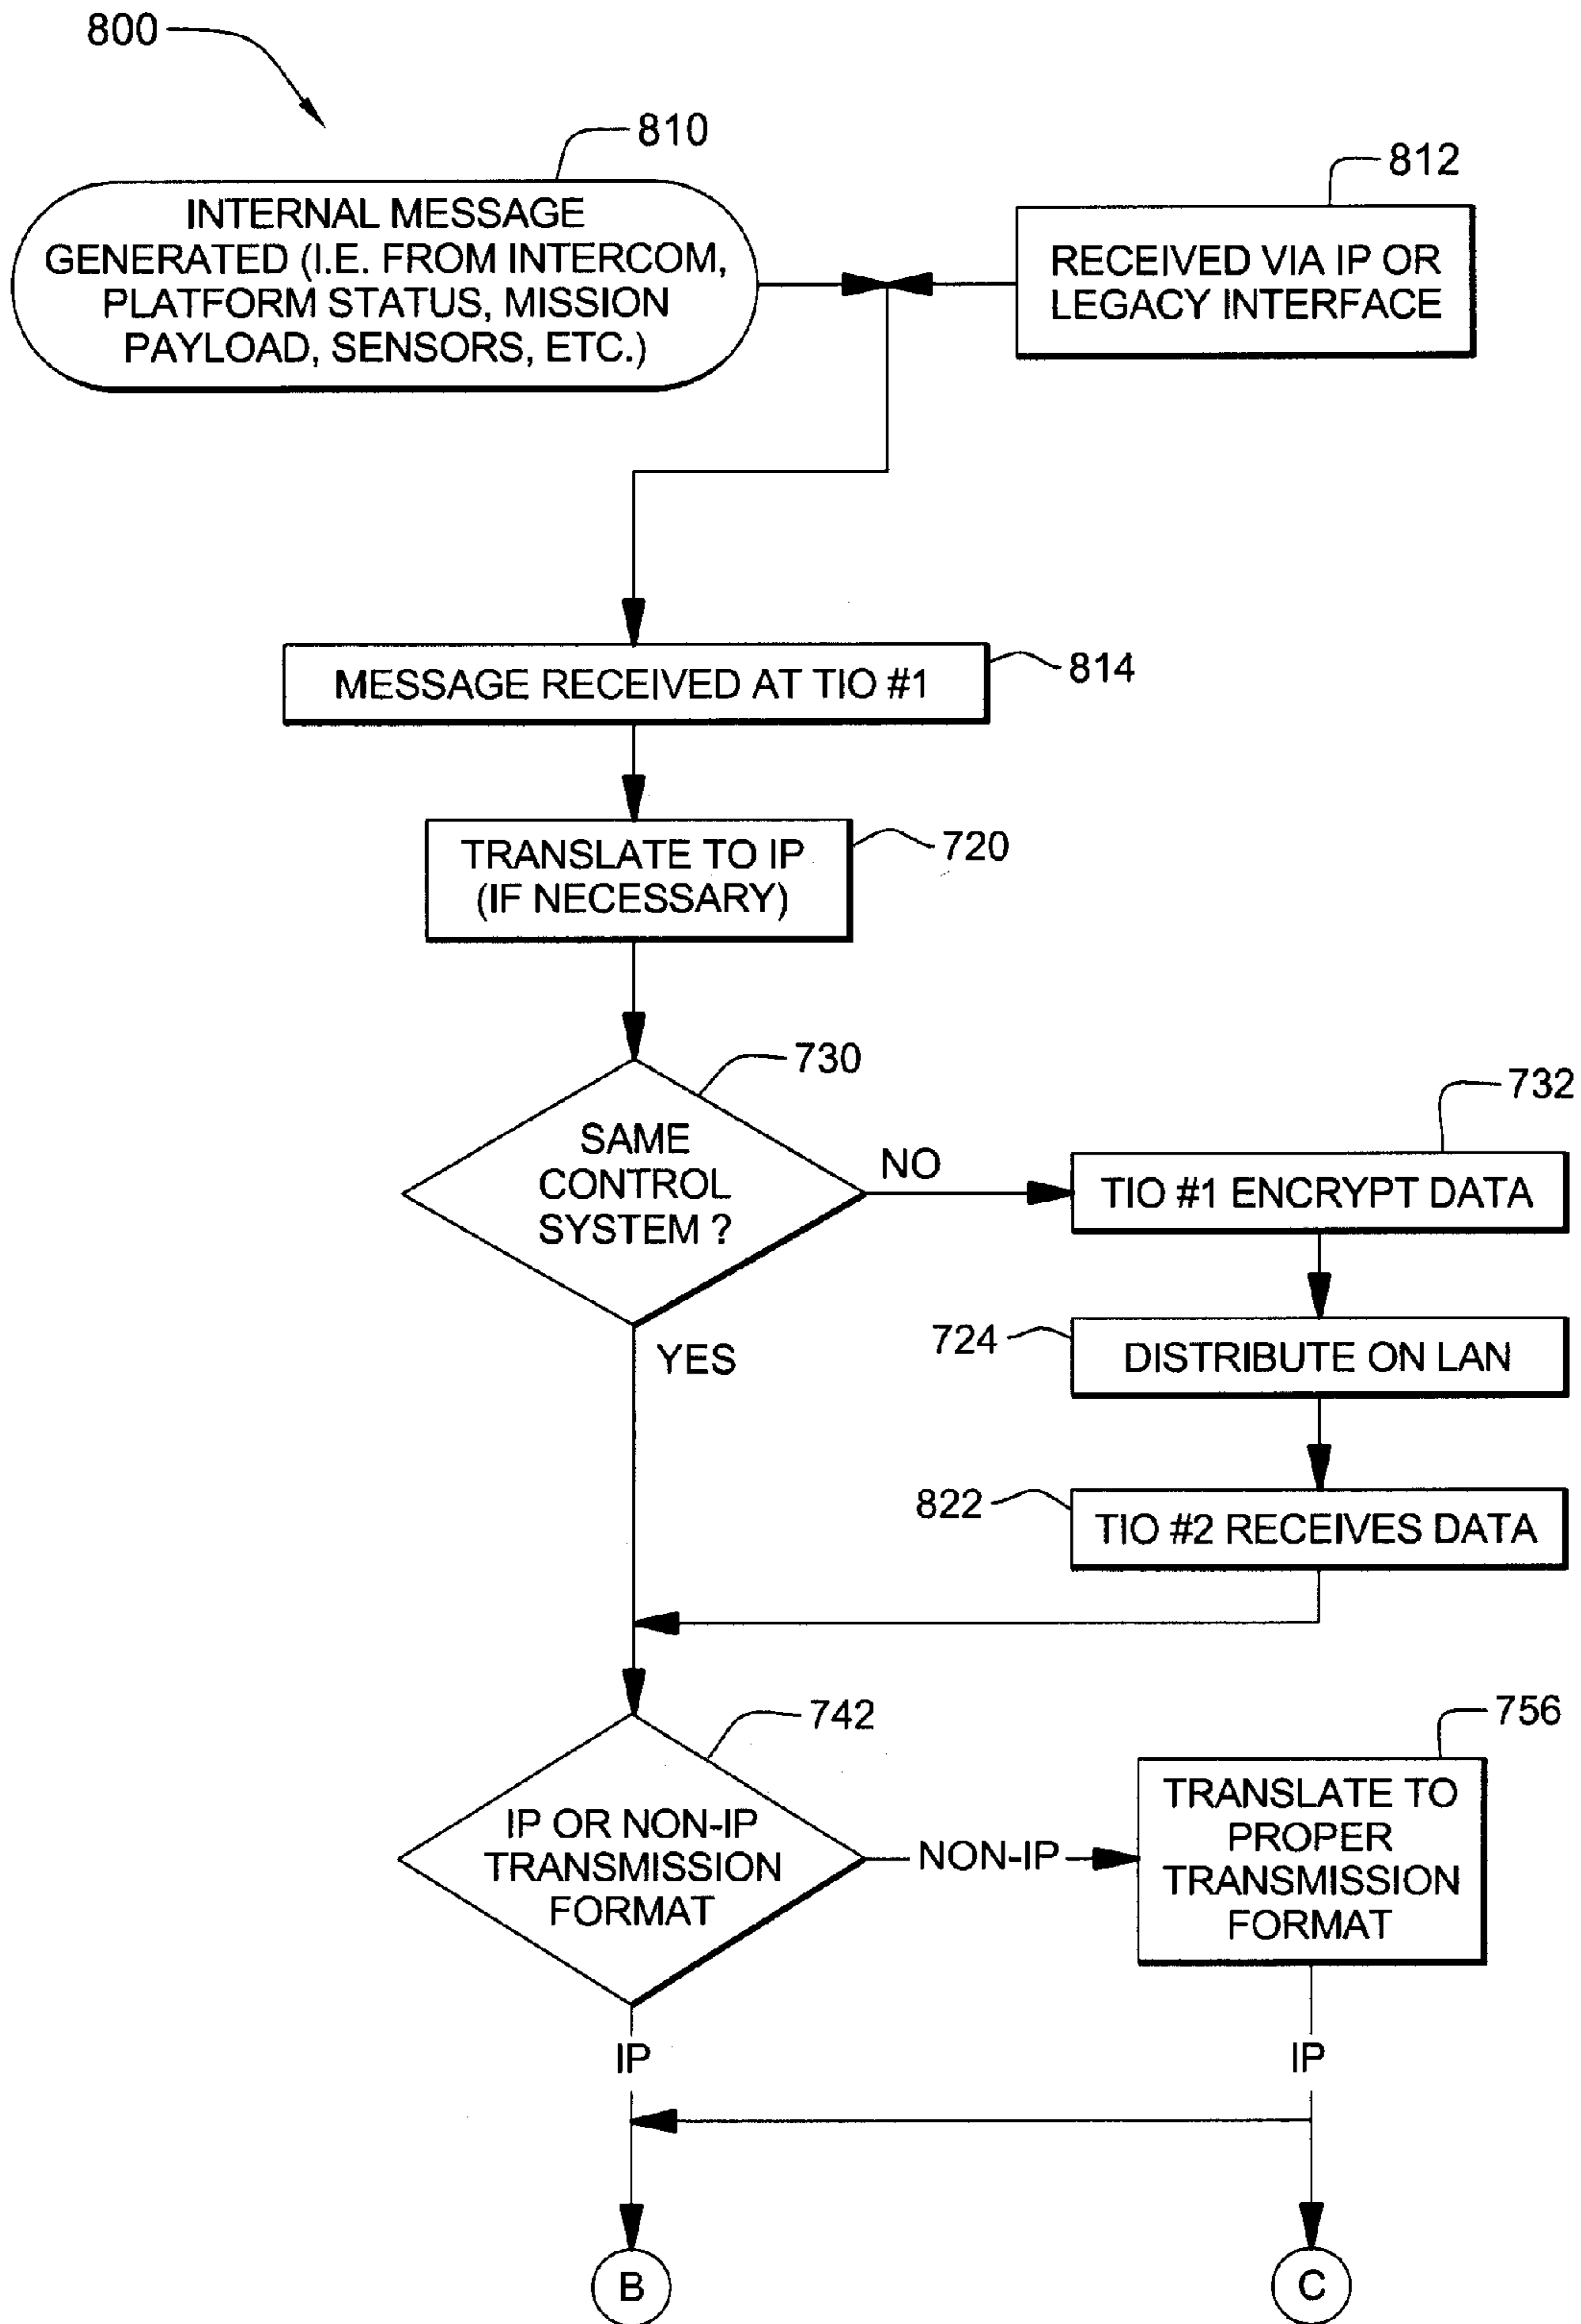 800
810
INTERNAL MESSAGE
GENERATED (I.E. FROM INTERCOM,
PLATFORM STATUS, MISSION
PAYLOAD, SENSORS, ETC.)
812
RECEIVED VIA IP OR
LEGACY INTERFACE
MESSAGE RECEIVED AT TIO #1
814
TRANSLATE TO IP
(IF NECESSARY)
720
730
SAME
CONTROL
SYSTEM ?
NO
YES
732
TIO #1 ENCRYPT DATA
724
DISTRIBUTE ON LAN
822
TIO #2 RECEIVES DATA
742
IP OR NON-IP
TRANSMISSION
FORMAT
NON-IP
756
TRANSLATE TO
PROPER
TRANSMISSION
FORMAT
IP
IP
B
C